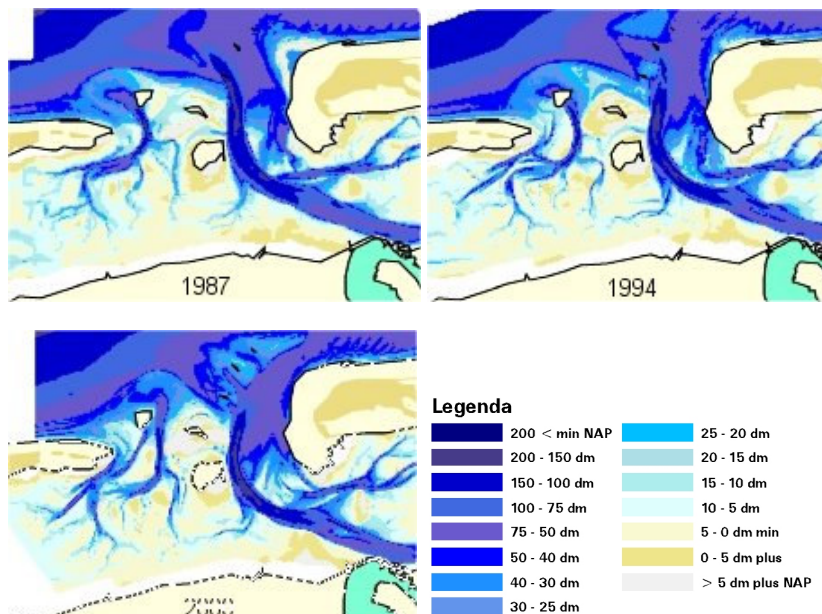 1987
1994
Legenda
200 < min NAP
200 - 150 dm
150 - 100 dm
100 - 75 dm
75 - 50 dm
50 - 40 dm
40 - 30 dm
30 - 25 dm
25 - 20 dm
20 - 15 dm
15 - 10 dm
10 - 5 dm
5 - 0 dm min
0 - 5 dm plus
> 5 dm plus NAP